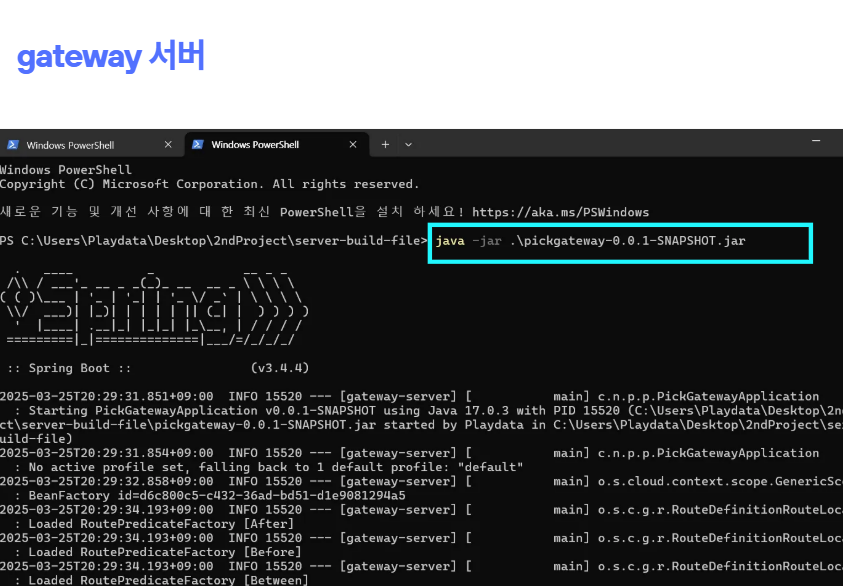 gateway 서버
Windows PowerShell
Windows PowerShell
Windows PowerShell
Copyright (C) Microsoft Corporation. All rights reserved.
새로운 기능 및 개선 사항에 대 한 최신 PowerShell을 설치 하세요! https://aka.ms/PSWindows
PS C:\Users\Playdata\Desktop\2ndProject\server-build-file> java -jar .\pickgateway-0.0.1-SNAPSHOT.jar
:: Spring Boot :: (v3.4.4)
2025-03-25T20:29:31.851+09:00 INFO 15520 --- [gateway-server] [ main] c.n.p.p.PickGatewayApplication
: Starting PickGatewayApplication v0.0.1-SNAPSHOT using Java 17.0.3 with PID 15520 (C:\Users\Playdata\Desktop\2n
ct\server-build-file\pickgateway-0.0.1-SNAPSHOT.jar started by Playdata in C:\Users\Playdata\Desktop\2ndProject\se
uild-file)
2025-03-25T20:29:31.854+09:00 INFO 15520 --- [gateway-server] [ main] c.n.p.p.PickGatewayApplication
: No active profile set, falling back to 1 default profile: "default"
2025-03-25T20:29:32.858+09:00 INFO 15520 --- [gateway-server] [ main] o.s.cloud.context.scope.GenericSc
: BeanFactory id=d6c800c5-c432-36ad-bd51-d1e9081294a5
2025-03-25T20:29:34.193+09:00 INFO 15520 --- [gateway-server] [ main] o.s.c.g.r.RouteDefinitionRouteLoc
: Loaded RoutePredicateFactory [After]
2025-03-25T20:29:34.193+09:00 INFO 15520 --- [gateway-server] [ main] o.s.c.g.r.RouteDefinitionRouteLoc
: Loaded RoutePredicateFactory [Before]
2025-03-25T20:29:34.193+09:00 INFO 15520 --- [gateway-server] [ main] o.s.c.g.r.RouteDefinitionRouteLoc
: Loaded RoutePredicateFactory [Between]